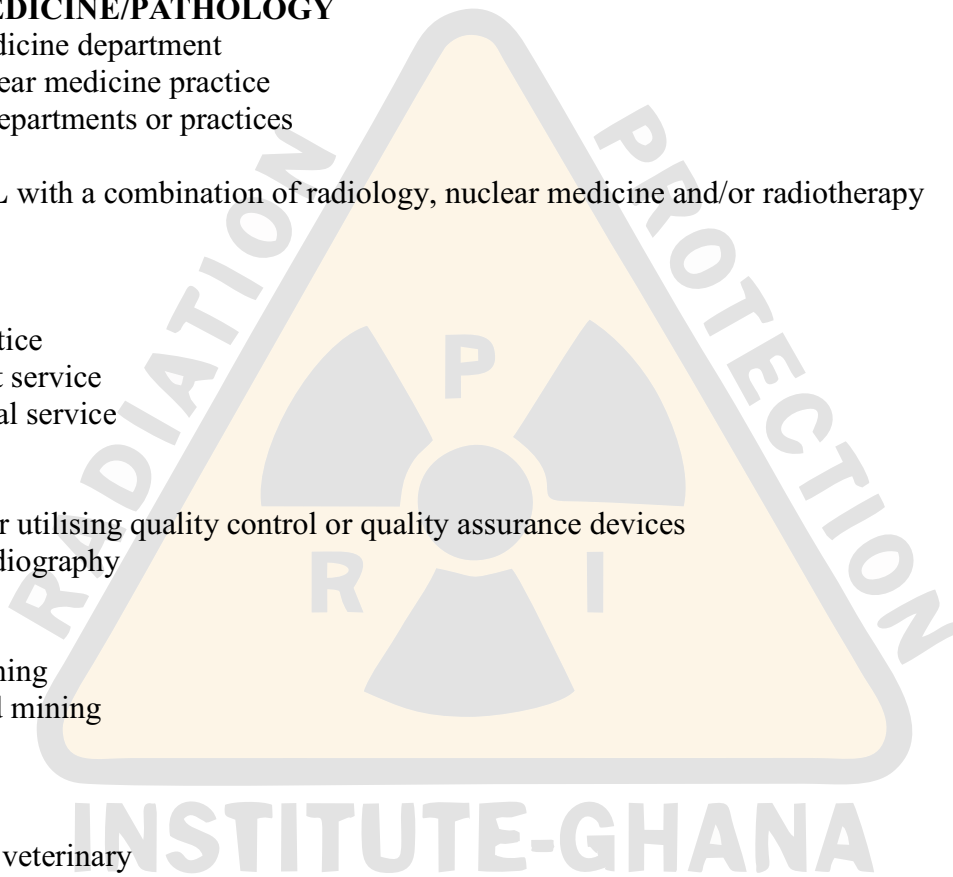 EDICINE/PATHOLOGY
dicine department
ear medicine practice
epartments or practices
with a combination of radiology, nuclear medicine and/or radiotherapy
tice
t service
al service
r utilising quality control or quality assurance devices
diography
ning
d mining
veterinary
RADIATION
PROTECTION
P
R I
INSTITUTE-GHANA